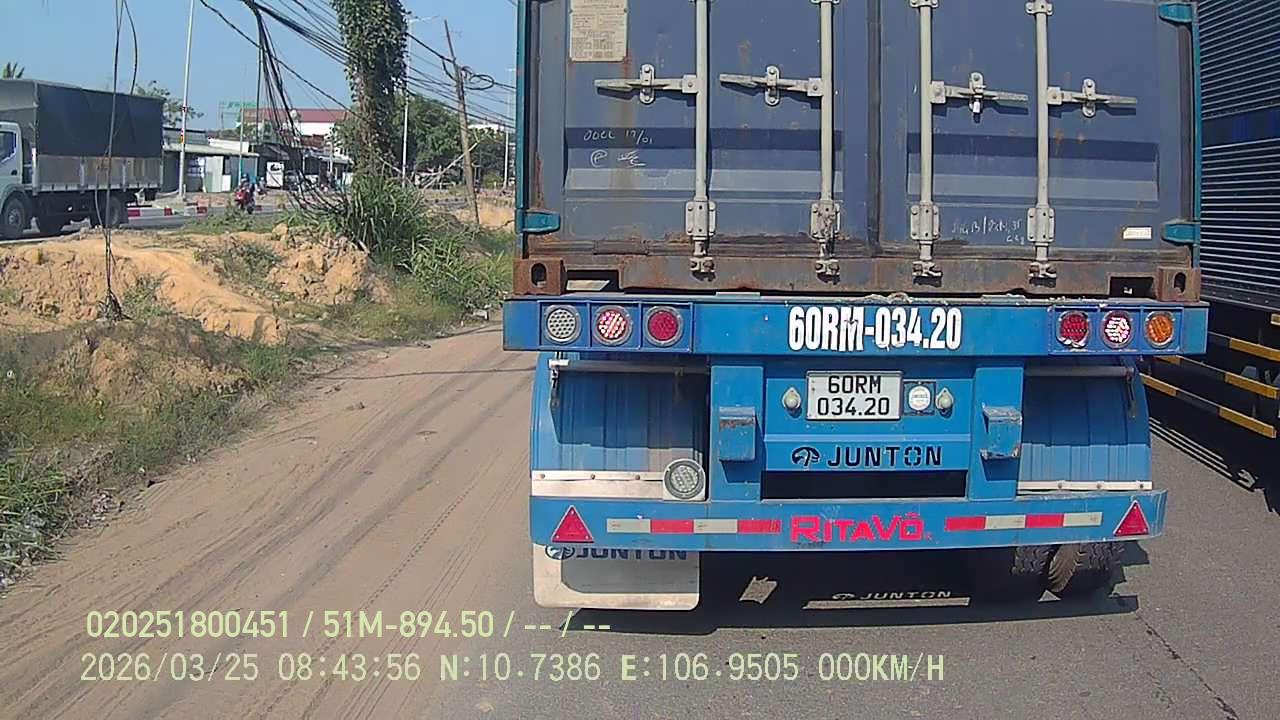 60RM-034.20
60RM
034.20
JUNTON
RITAVÕ
JUNTON
JUNTON
020251800451 / 51M-894.50 / -- / --
2026/03/25 08:43:56 N:10.7386 E:106.9505 000KM/H